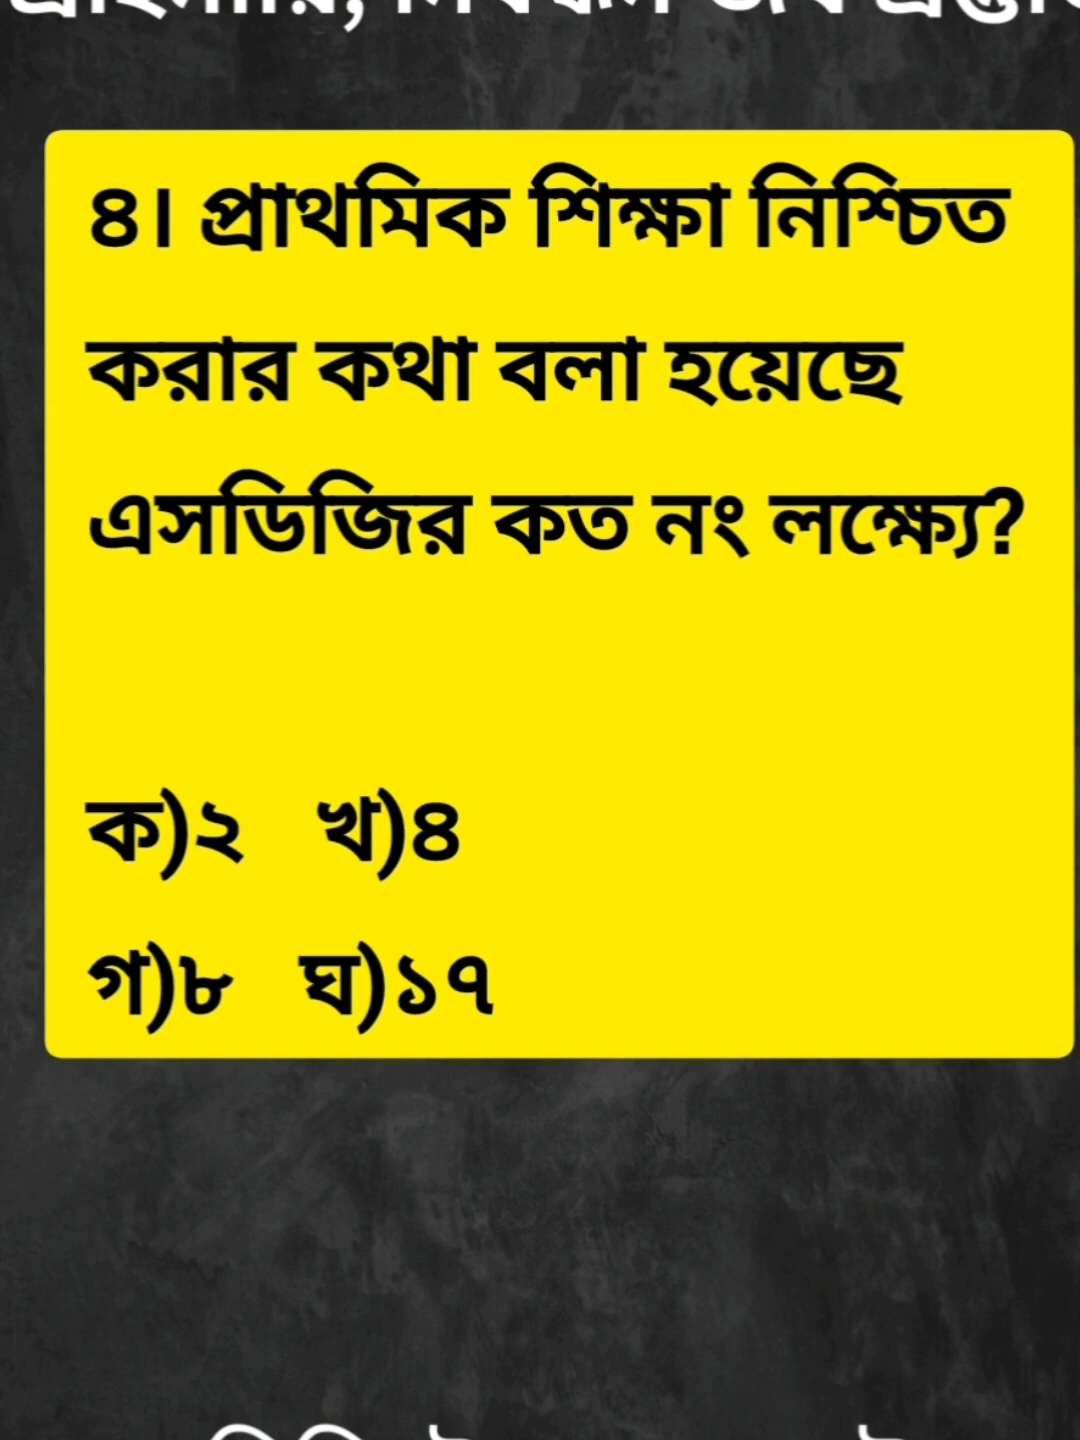 ৪। প্রাথমিক শিক্ষা নিশ্চিত
করার কথা বলা হয়েছে
এসডিজির কত নং লক্ষ্যে?
ক)২ খ)৪
গ)৮ ঘ)১৭